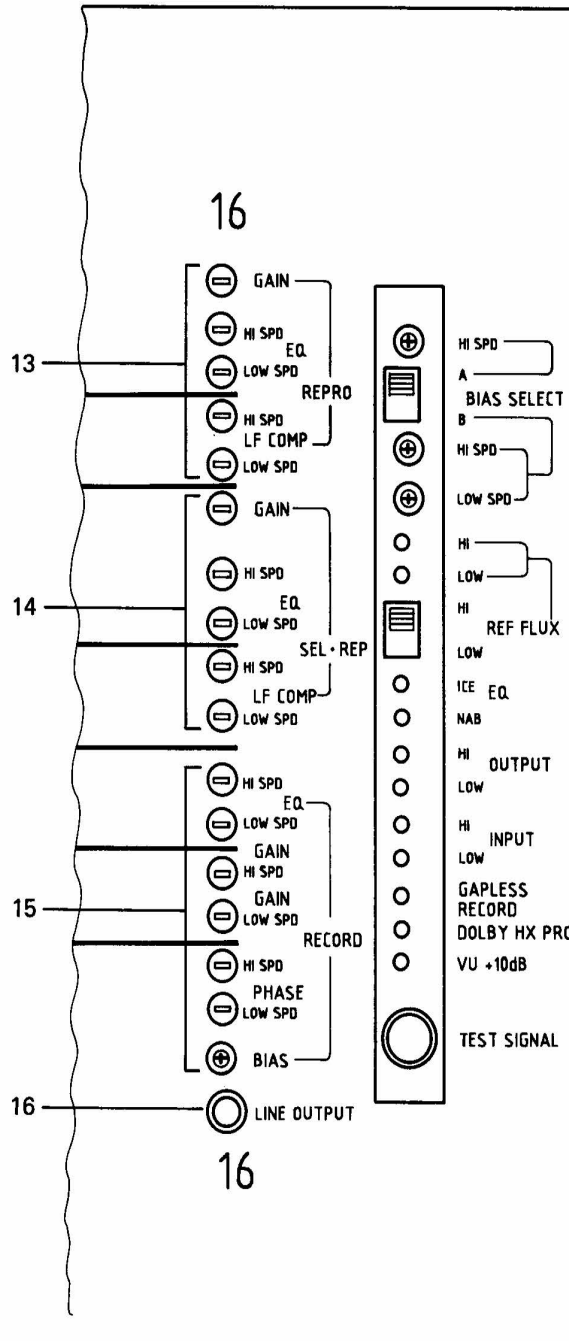 16
GAIN
HI SPD
EQ
LOW SPD
REPRO
HI SPD
LF COMP
LOW SPD
13
GAIN
HI SPD
EQ
LOW SPD
SEL·REP
HI SPD
LF COMP
LOW SPD
14
HI SPD
EQ
LOW SPD
GAIN
HI SPD
GAIN
LOW SPD
RECORD
HI SPD
PHASE
LOW SPD
BIAS
15
16
LINE OUTPUT
16
HI SPD
A
BIAS SELECT
B
HI SPD
LOW SPD
HI
LOW
HI
REF FLUX
LOW
ICE EQ
NAB
HI
OUTPUT
LOW
HI
INPUT
LOW
GAPLESS
RECORD
DOLBY HX PRO
VU +10dB
TEST SIGNAL